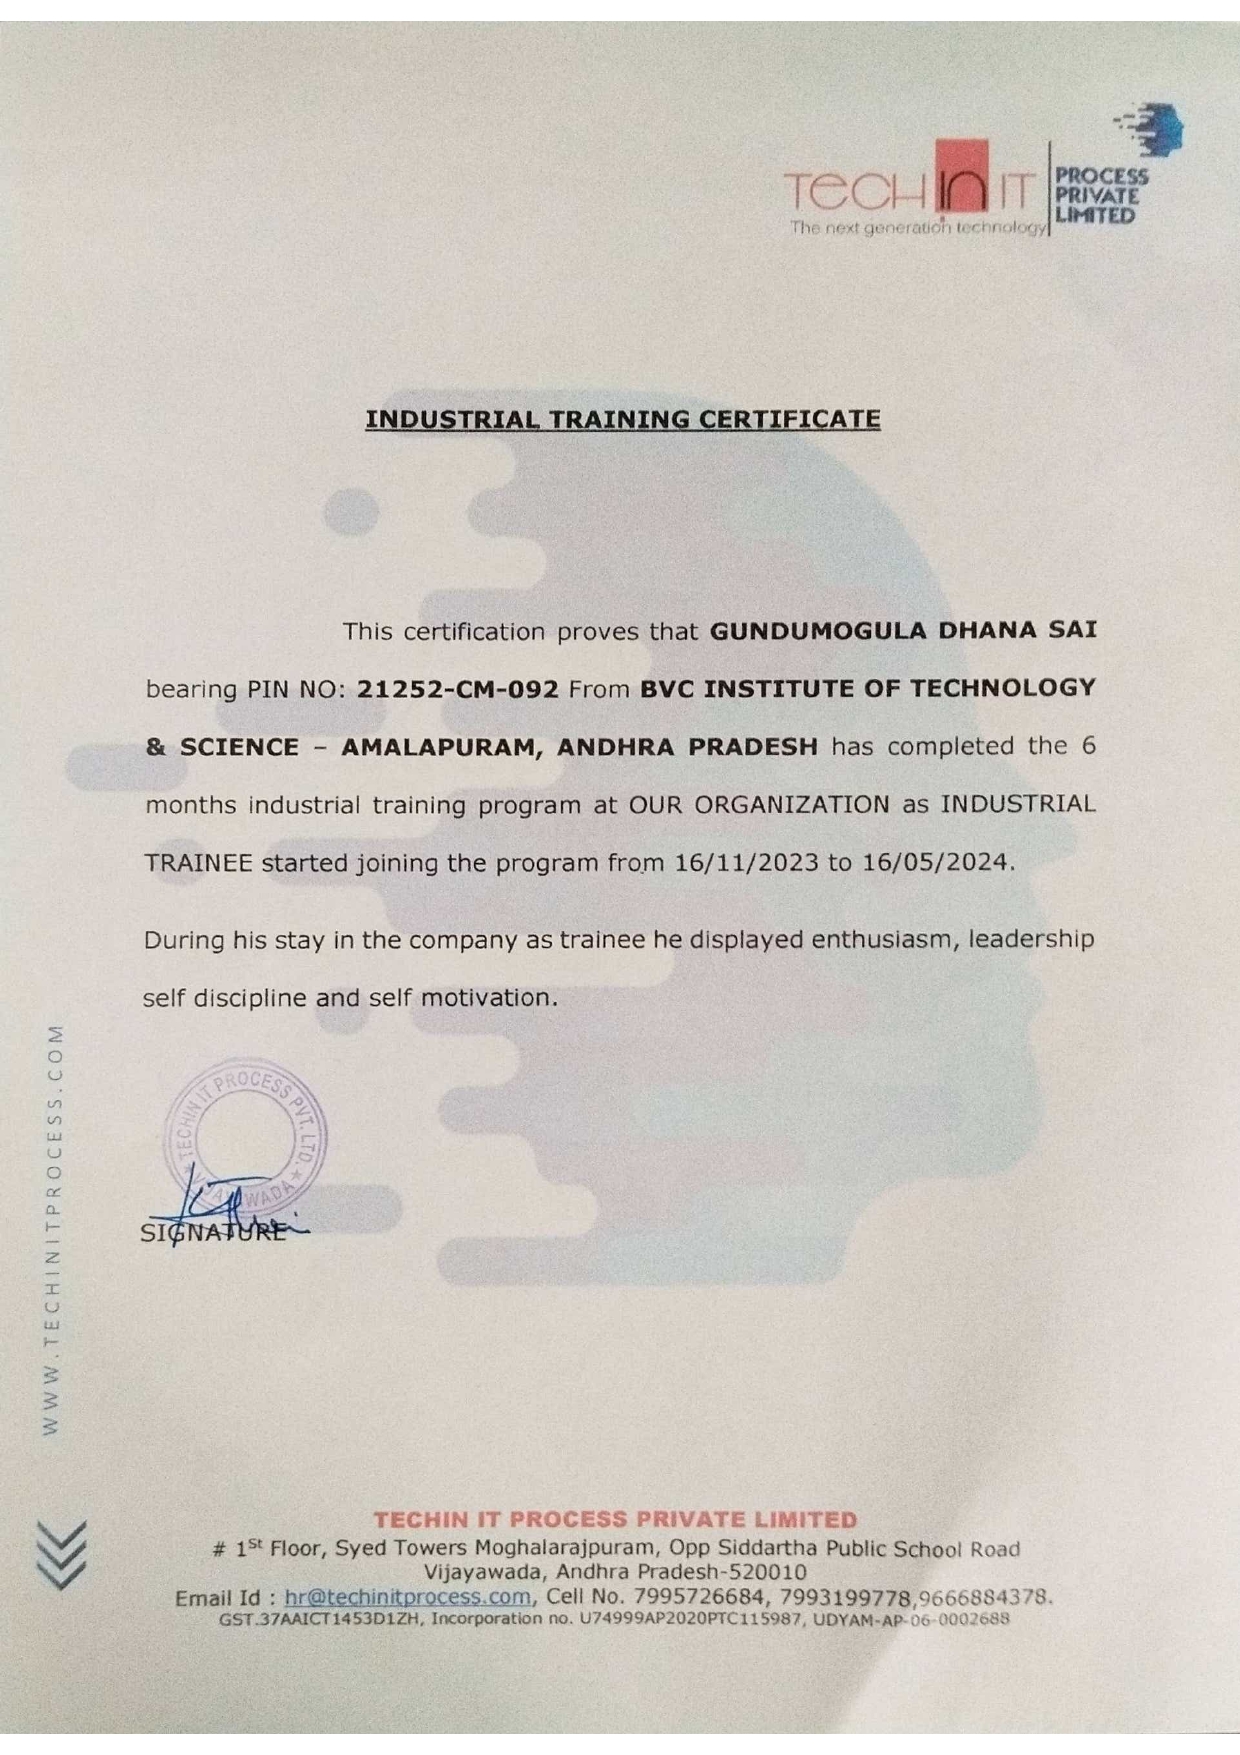 TECH in IT
The next generation technology
PROCESS
PRIVATE
LIMITED
INDUSTRIAL TRAINING CERTIFICATE
This certification proves that GUNDUMOGULA DHANA SAI
bearing PIN NO: 21252-CM-092 From BVC INSTITUTE OF TECHNOLOGY
& SCIENCE – AMALAPURAM, ANDHRA PRADESH has completed the 6
months industrial training program at OUR ORGANIZATION as INDUSTRIAL
TRAINEE started joining the program from 16/11/2023 to 16/05/2024.
During his stay in the company as trainee he displayed enthusiasm, leadership
self discipline and self motivation.
TECHIN IT PROCESS PVT. LTD.
★ VIJAYAWADA ★
SIGNATURE
WWW.TECHINITPROCESS.COM
TECHIN IT PROCESS PRIVATE LIMITED
# 1St Floor, Syed Towers Moghalarajpuram, Opp Siddartha Public School Road
Vijayawada, Andhra Pradesh-520010
Email Id : hr@techinitprocess.com, Cell No. 7995726684, 7993199778,9666884378.
GST.37AAICT1453D1ZH, Incorporation no. U74999AP2020PTC115987, UDYAM-AP-06-0002688